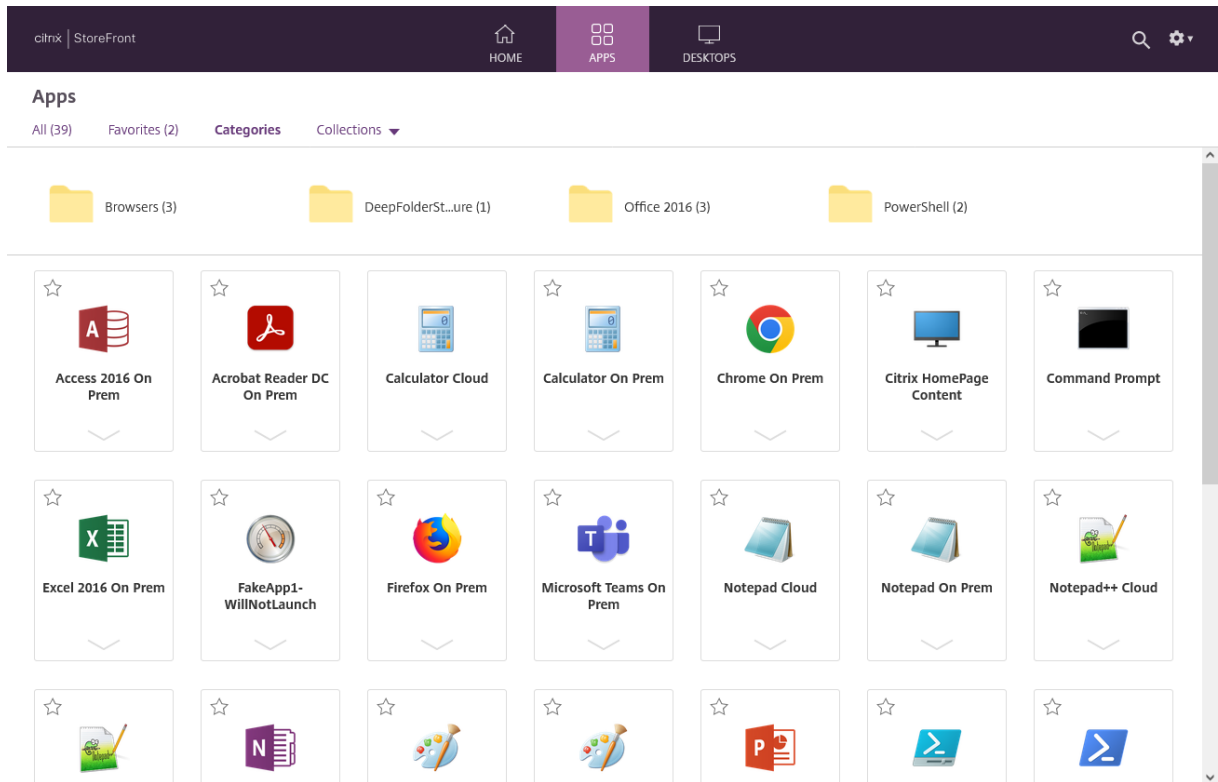 citrix | StoreFront
HOME
APPS
DESKTOPS
Apps
All (39) Favorites (2) Categories Collections
Browsers (3) DeepFolderSt...ure (1) Office 2016 (3) PowerShell (2)
Access 2016 On
Prem
Acrobat Reader DC
On Prem
Calculator Cloud
Calculator On Prem
Chrome On Prem
Citrix HomePage
Content
Command Prompt
Excel 2016 On Prem
FakeApp1-
WillNotLaunch
Firefox On Prem
Microsoft Teams On
Prem
Notepad Cloud
Notepad On Prem
Notepad++ Cloud